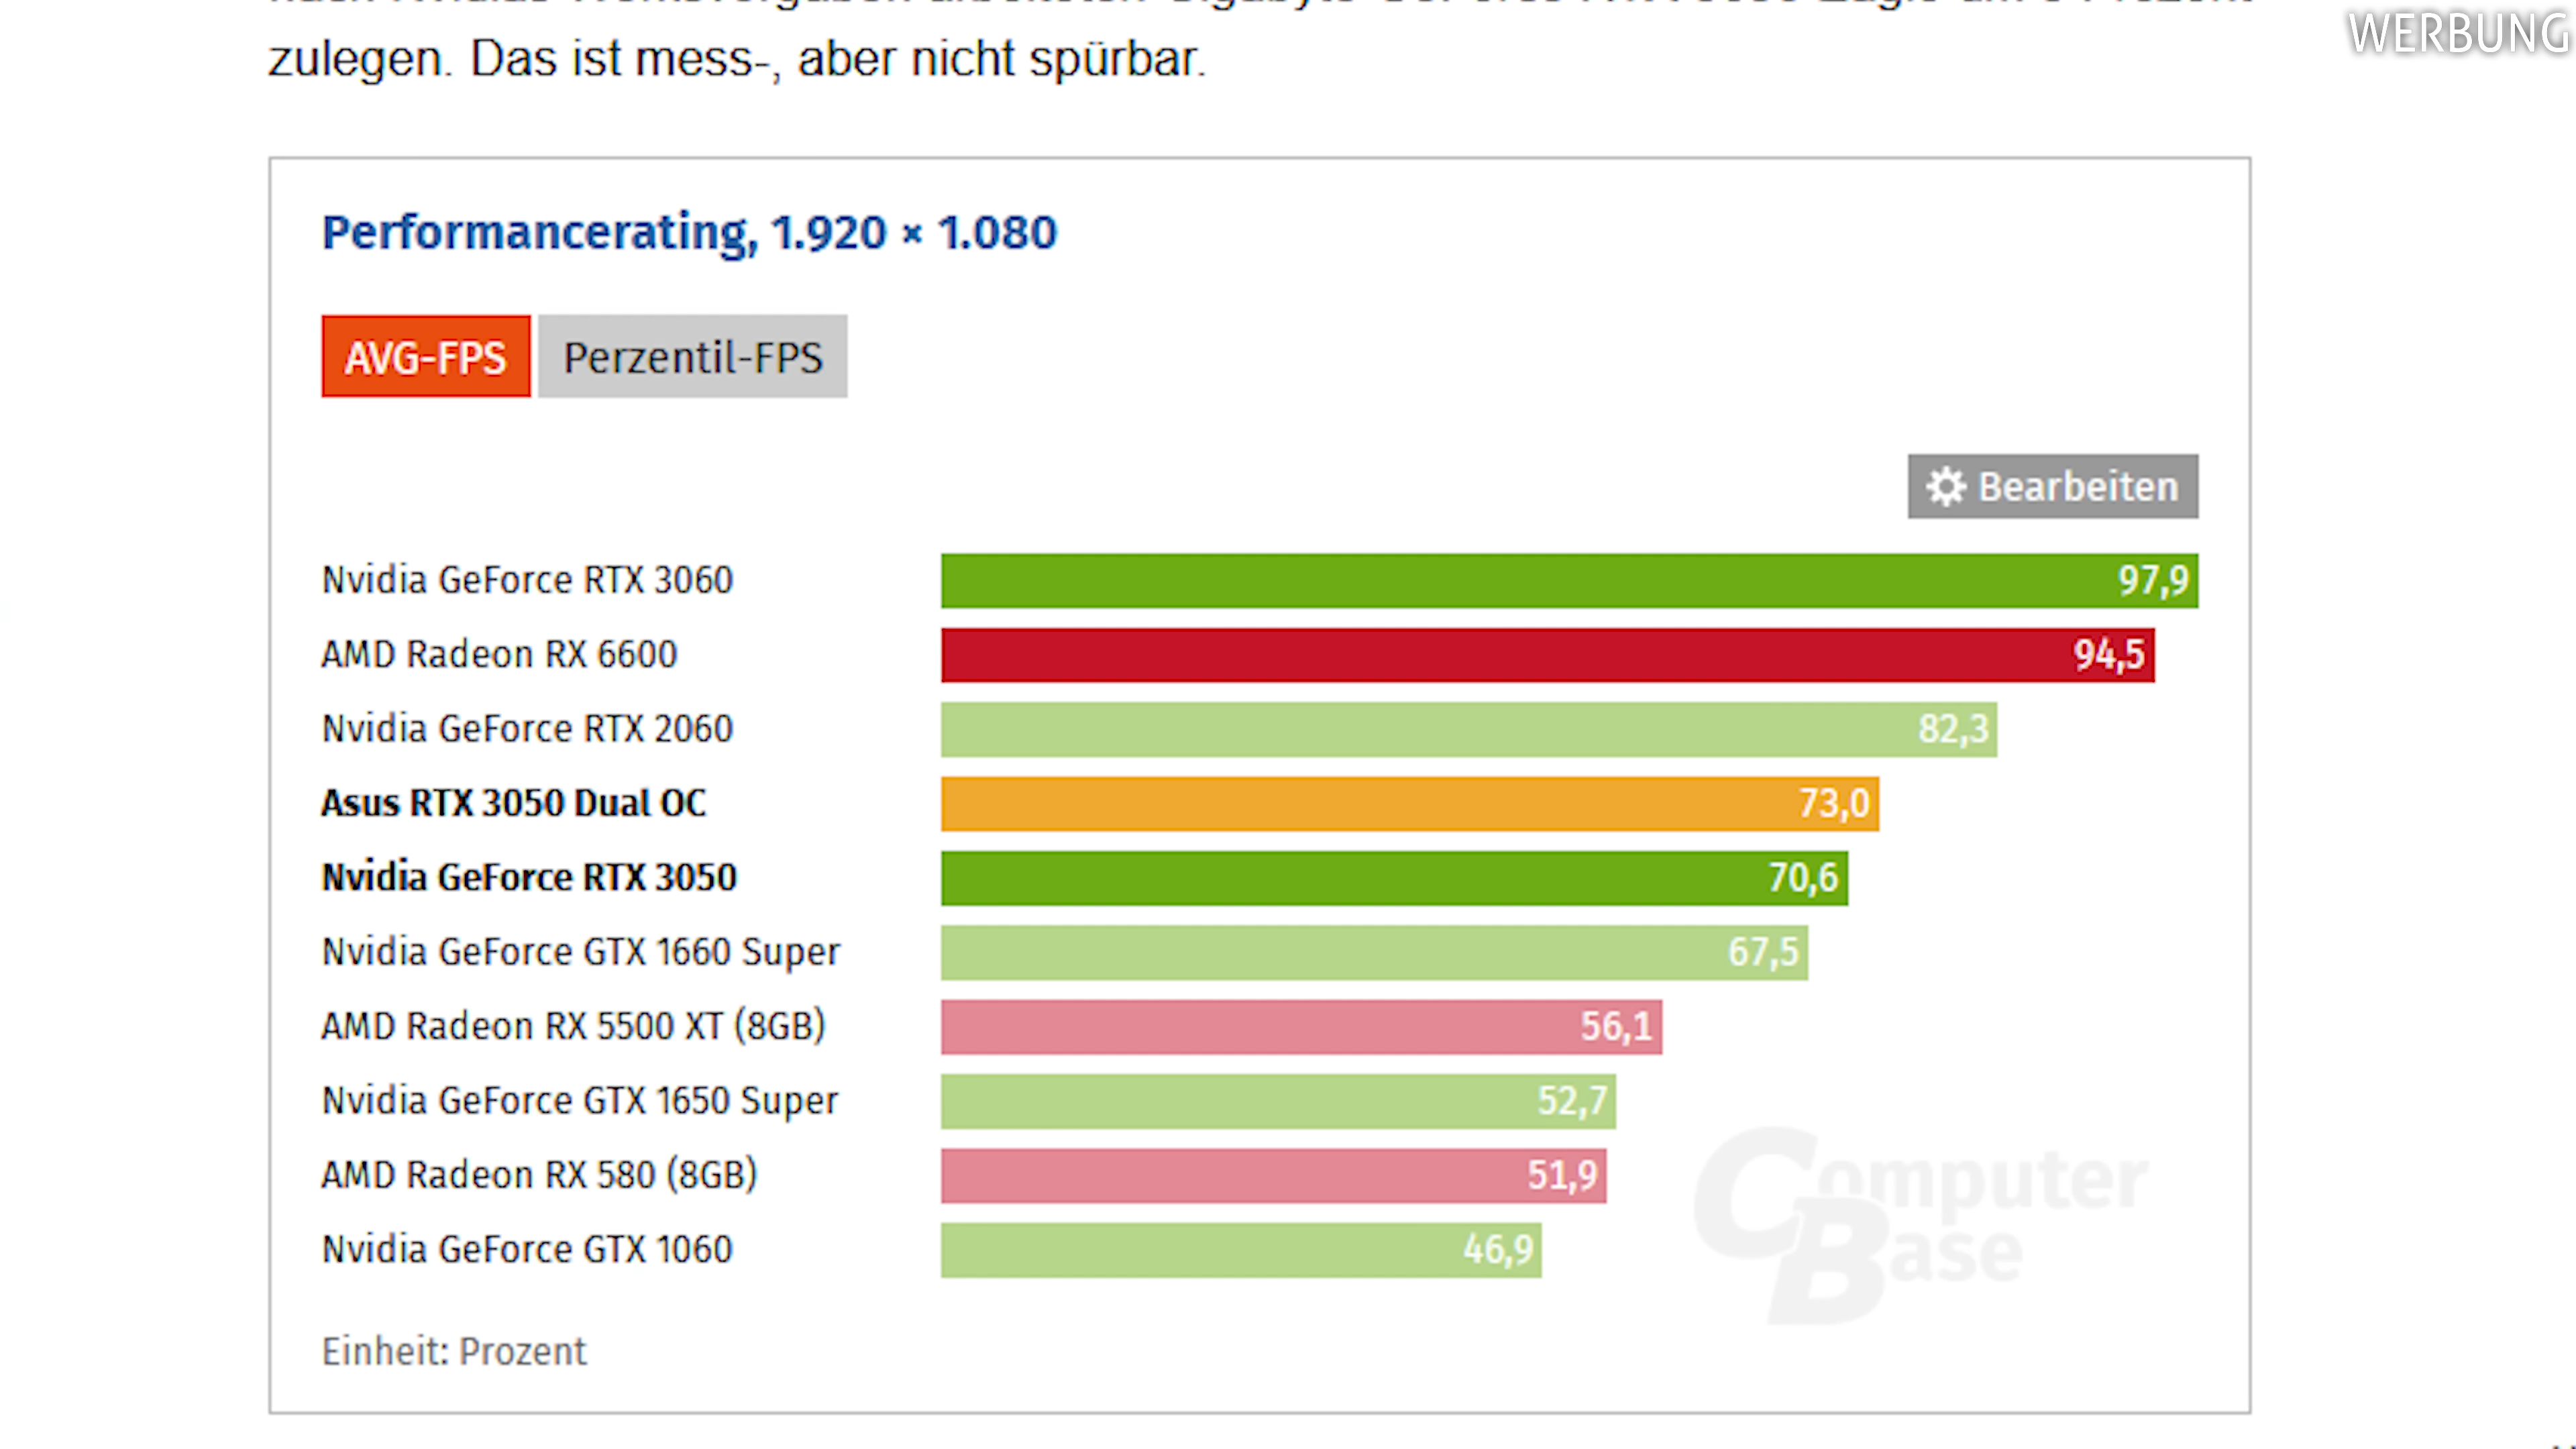 WERBUNG
zulegen. Das ist mess-, aber nicht spürbar.
Performancerating, 1.920 × 1.080
AVG-FPS Perzentil-FPS
Bearbeiten
Nvidia GeForce RTX 3060 97,9
AMD Radeon RX 6600 94,5
Nvidia GeForce RTX 2060 82,3
Asus RTX 3050 Dual OC 73,0
Nvidia GeForce RTX 3050 70,6
Nvidia GeForce GTX 1660 Super 67,5
AMD Radeon RX 5500 XT (8GB) 56,1
Nvidia GeForce GTX 1650 Super 52,7
AMD Radeon RX 580 (8GB) 51,9
Nvidia GeForce GTX 1060 46,9
Computer
Base
Einheit: Prozent